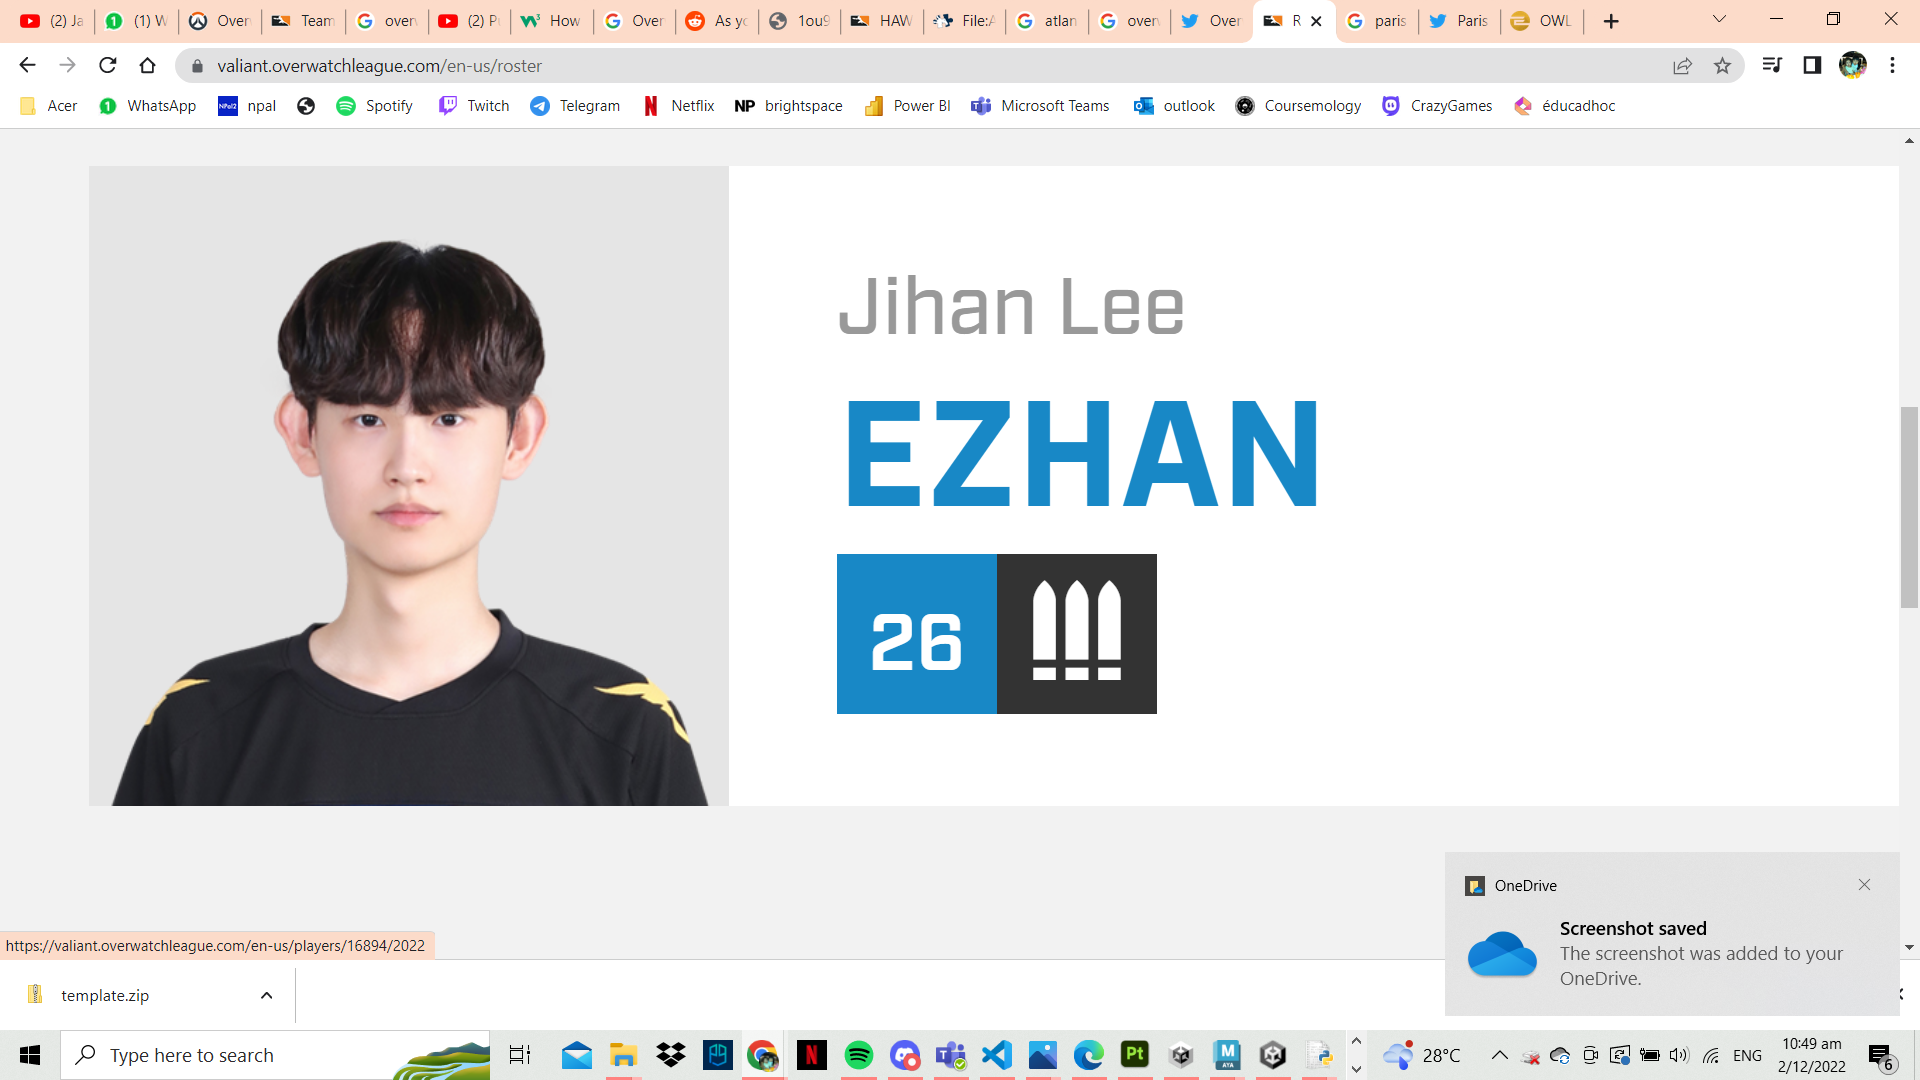 (2) Ja
(1) W
Over
Team
over
(2) P
How
Over
As yo
1ou9
HAW
File:A
atlan
over
Over
R
paris
Paris
OWL
valiant.overwatchleague.com/en-us/roster
Acer
WhatsApp
npal
Spotify
Twitch
Telegram
Netflix
NP brightspace
Power BI
Microsoft Teams
outlook
Coursemology
CrazyGames
éducadhoc
Jihan Lee
EZHAN
26
OneDrive
Screenshot saved
The screenshot was added to your
OneDrive.
https://valiant.overwatchleague.com/en-us/players/16894/2022
template.zip
Type here to search
28°C
ENG
10:49 am
2/12/2022
6